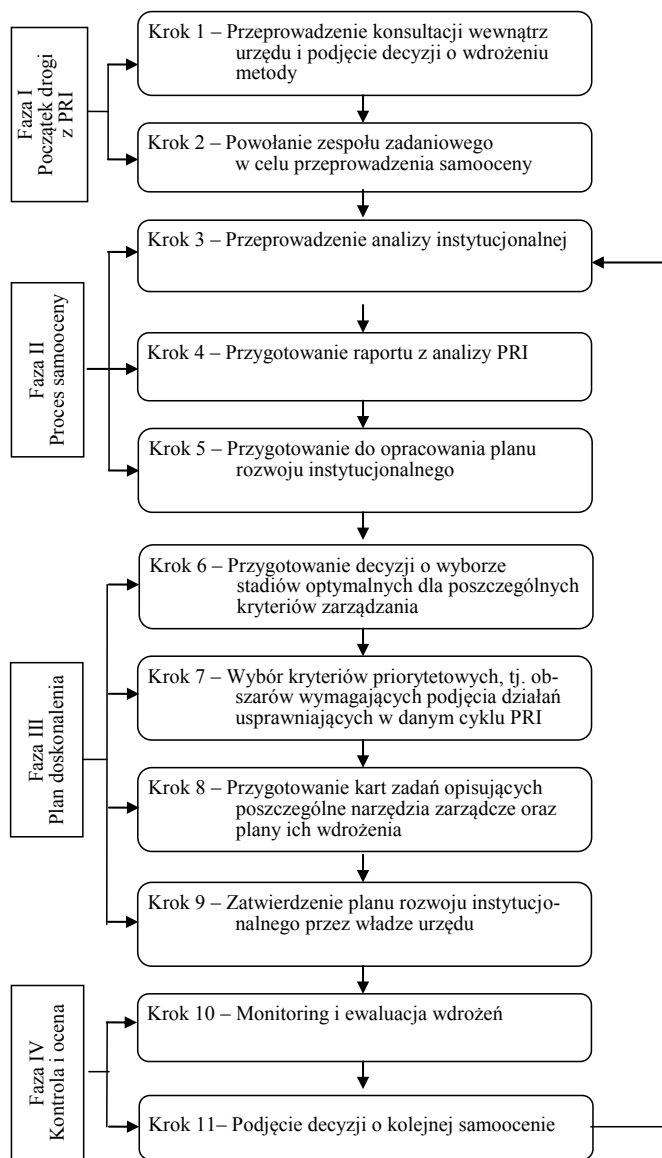 Faza I
Początek drogi
z PRI
Krok 1 – Przeprowadzenie konsultacji wewnątrz
urzędu i podjęcie decyzji o wdrożeniu
metody
Krok 2 – Powołanie zespołu zadaniowego
w celu przeprowadzenia samooceny
Faza II
Proces samooceny
Krok 3 – Przeprowadzenie analizy instytucjonalnej
Krok 4 – Przygotowanie raportu z analizy PRI
Krok 5 – Przygotowanie do opracowania planu
rozwoju instytucjonalnego
Faza III
Plan doskonalenia
Krok 6 – Przygotowanie decyzji o wyborze
stadiów optymalnych dla poszczególnych
kryteriów zarządzania
Krok 7 – Wybór kryteriów priorytetowych, tj. ob-
szarów wymagających podjęcia działań
usprawniających w danym cyklu PRI
Krok 8 – Przygotowanie kart zadań opisujących
poszczególne narzędzia zarządcze oraz
plany ich wdrożenia
Krok 9 – Zatwierdzenie planu rozwoju instytucjo-
nalnego przez władze urzędu
Faza IV
Kontrola i ocena
Krok 10 – Monitoring i ewaluacja wdrożeń
Krok 11– Podjęcie decyzji o kolejnej samoocenie